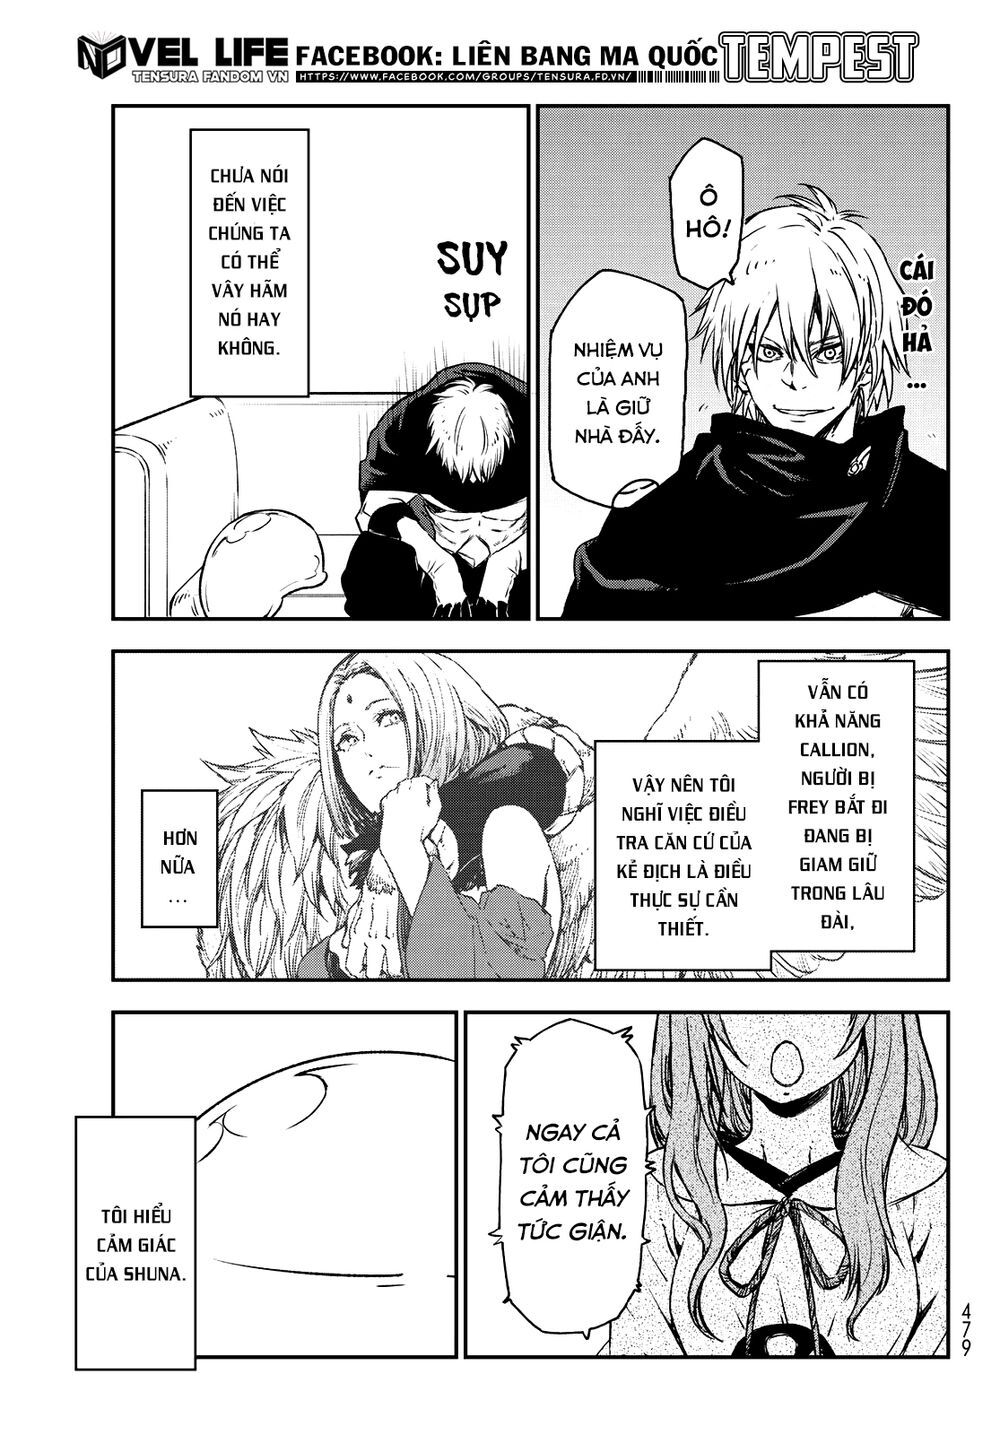 NOVEL LIFE
TENSURA FANDOM VN
FACEBOOK: LIÊN BANG MA QUỐC
HTTPS://WWW.FACEBOOK.COM/GROUPS/TENSURA.FD.VN/
TEMPEST
Ô
HÔ!
CÁI
ĐÓ
HẢ
...
NHIỆM VỤ
CỦA ANH
LÀ GIỮ
NHÀ ĐẤY.
CHƯA NÓI
ĐẾN VIỆC
CHÚNG TA
CÓ THỂ
VÂY HÃM
NÓ HAY
KHÔNG.
SUY
SỤP
VẪN CÓ
KHẢ NĂNG
CALLION,
NGƯỜI BỊ
FREY BẮT ĐI
ĐANG BỊ
GIAM GIỮ
TRONG LÂU
ĐÀI,
VẬY NÊN TÔI
NGHĨ VIỆC ĐIỀU
TRA CĂN CỨ CỦA
KẺ ĐỊCH LÀ ĐIỀU
THỰC SỰ CẦN
THIẾT.
HƠN
NỮA
...
NGAY CẢ
TÔI CŨNG
CẢM THẤY
TỨC GIẬN.
TÔI HIỂU
CẢM GIÁC
CỦA SHUNA.
479